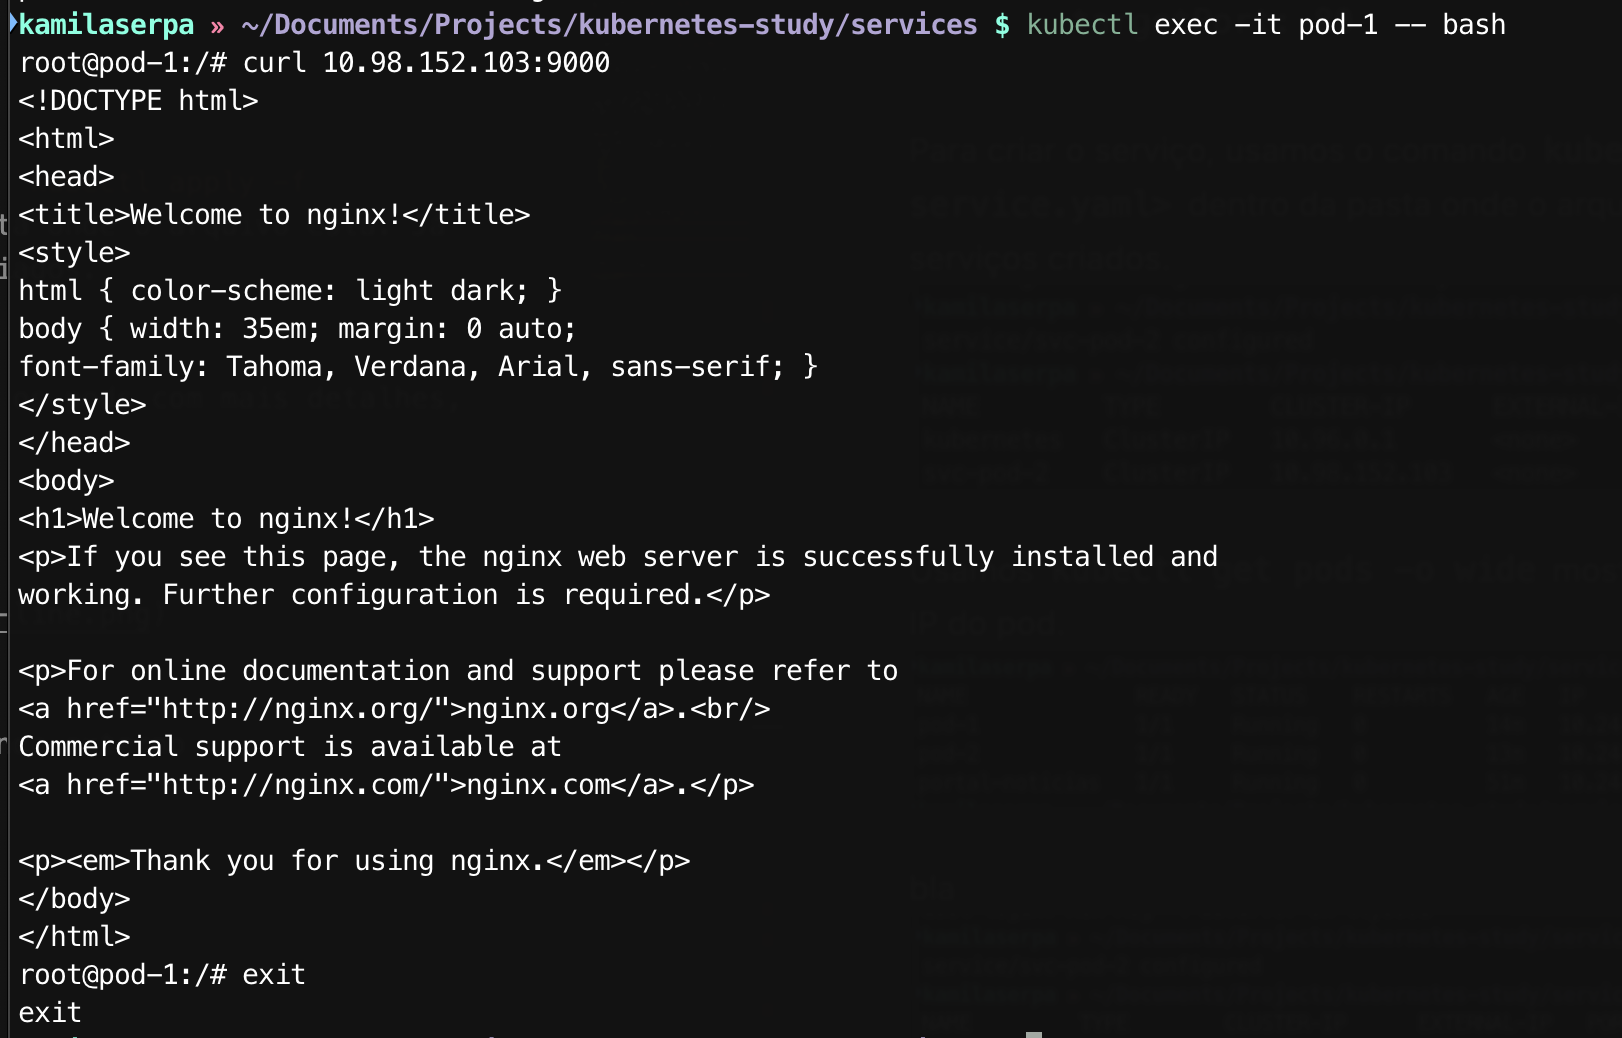 kamilaserpa » ~/Documents/Projects/kubernetes-study/services $ kubectl exec -it pod-1 -- bash
root@pod-1:/# curl 10.98.152.103:9000
<!DOCTYPE html>
<html>
<head>
<title>Welcome to nginx!</title>
<style>
html { color-scheme: light dark; }
body { width: 35em; margin: 0 auto;
font-family: Tahoma, Verdana, Arial, sans-serif; }
</style>
</head>
<body>
<h1>Welcome to nginx!</h1>
<p>If you see this page, the nginx web server is successfully installed and
working. Further configuration is required.</p>

<p>For online documentation and support please refer to
<a href="http://nginx.org/">nginx.org</a>.<br/>
Commercial support is available at
<a href="http://nginx.com/">nginx.com</a>.</p>

<p><em>Thank you for using nginx.</em></p>
</body>
</html>
root@pod-1:/# exit
exit